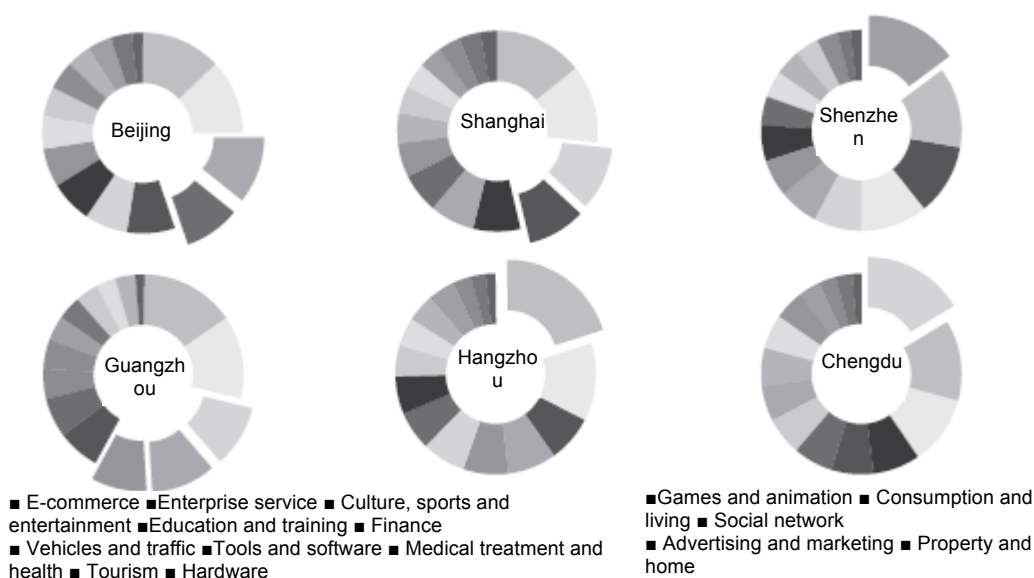 Beijing
Shanghai
Shenzhe
n
Guangzh
ou
Hangzho
u
Chengdu
■ E-commerce ■Enterprise service ■ Culture, sports and
entertainment ■Education and training ■ Finance
■ Vehicles and traffic ■Tools and software ■ Medical treatment and
health ■ Tourism ■ Hardware
■Games and animation ■ Consumption and
living ■ Social network
■ Advertising and marketing ■ Property and
home